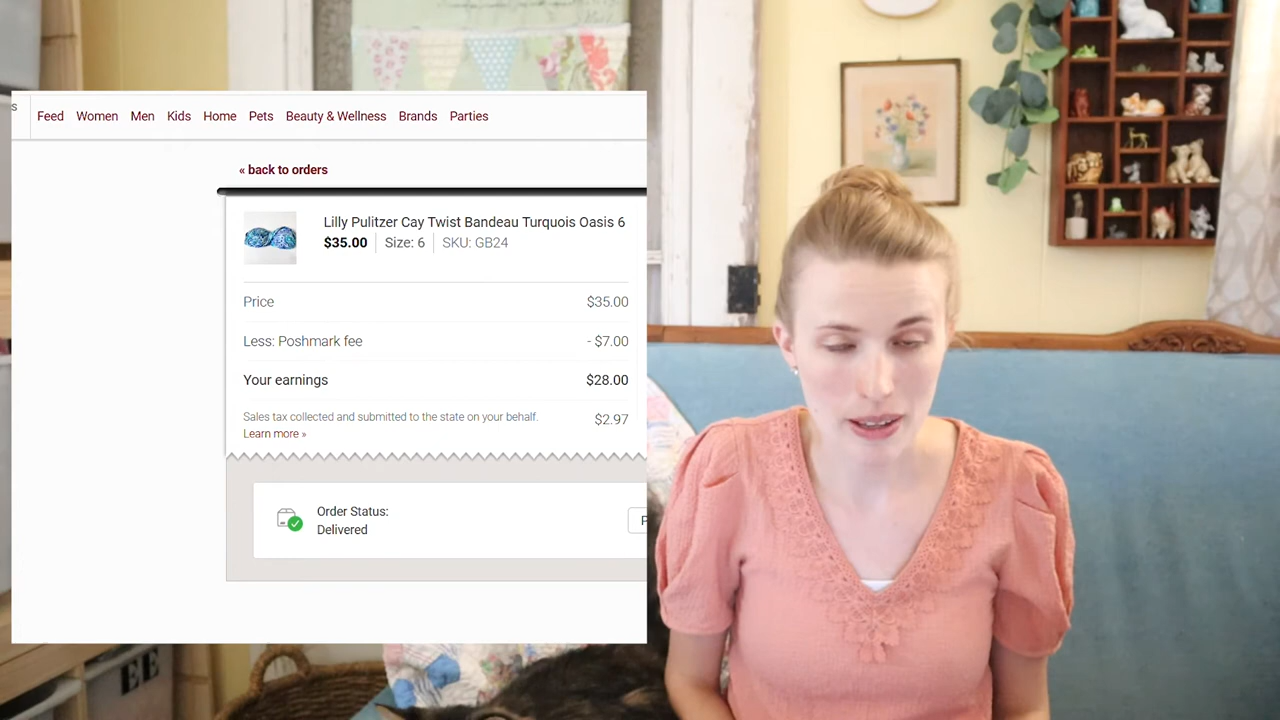 s
Feed Women Men Kids Home Pets Beauty & Wellness Brands Parties
« back to orders
Lilly Pulitzer Cay Twist Bandeau Turquois Oasis 6
$35.00 Size: 6 SKU: GB24
Price $35.00
Less: Poshmark fee - $7.00
Your earnings $28.00
Sales tax collected and submitted to the state on your behalf. $2.97
Learn more »
Order Status:
P
Delivered